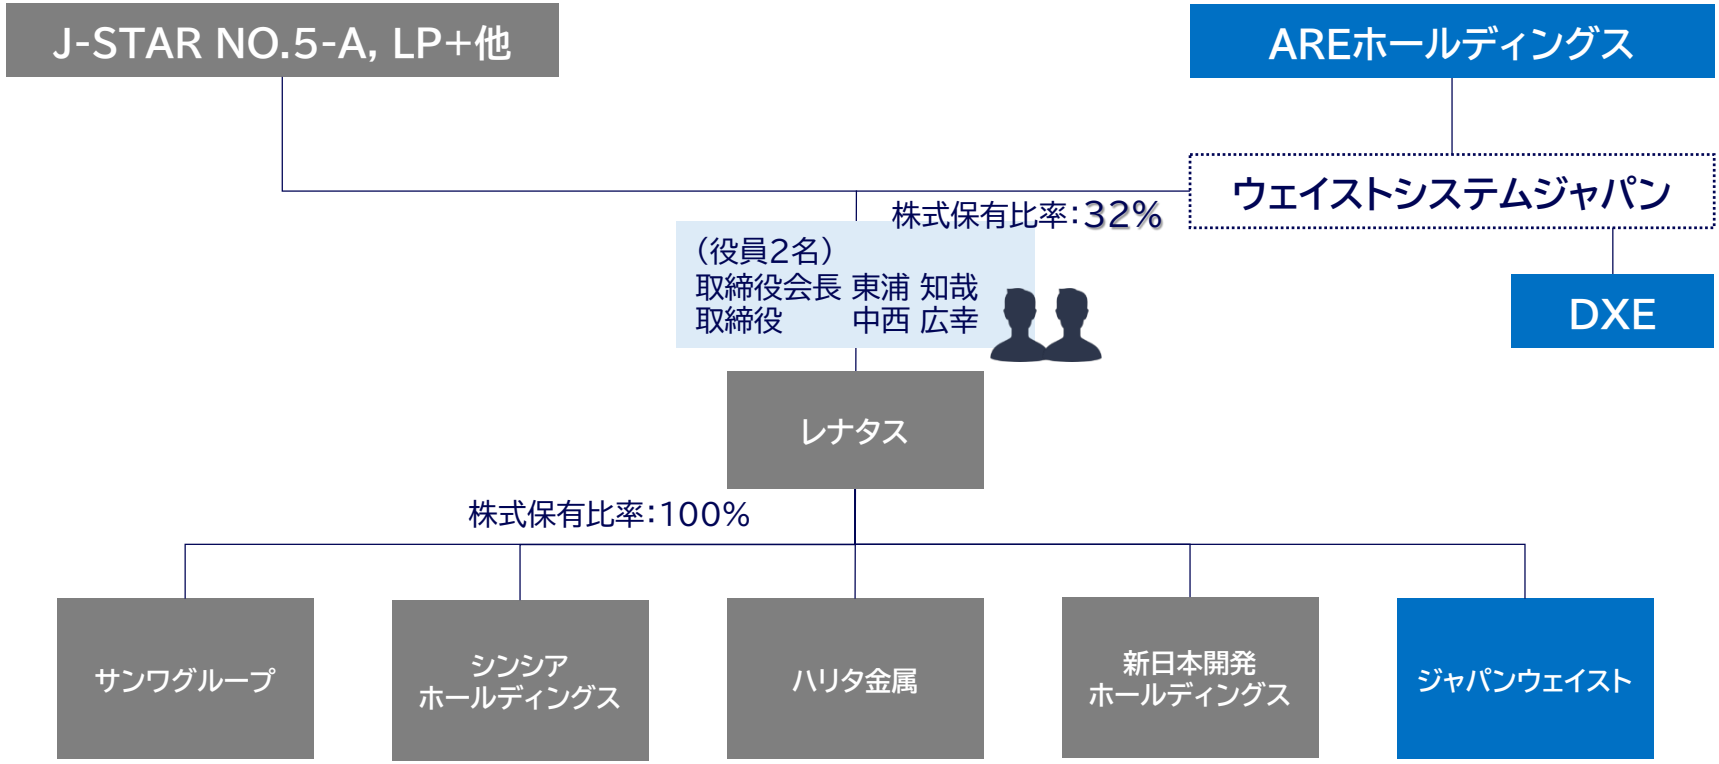 J-STAR NO.5-A, LP+他
AREホールディングス
ウェイストシステムジャパン
株式保有比率：32%
（役員2名）
取締役会長 東浦 知哉
取締役 中西 広幸
DXE
レナタス
株式保有比率：100%
サンワグループ
シンシア
ホールディングス
ハリタ金属
新日本開発
ホールディングス
ジャパンウェイスト